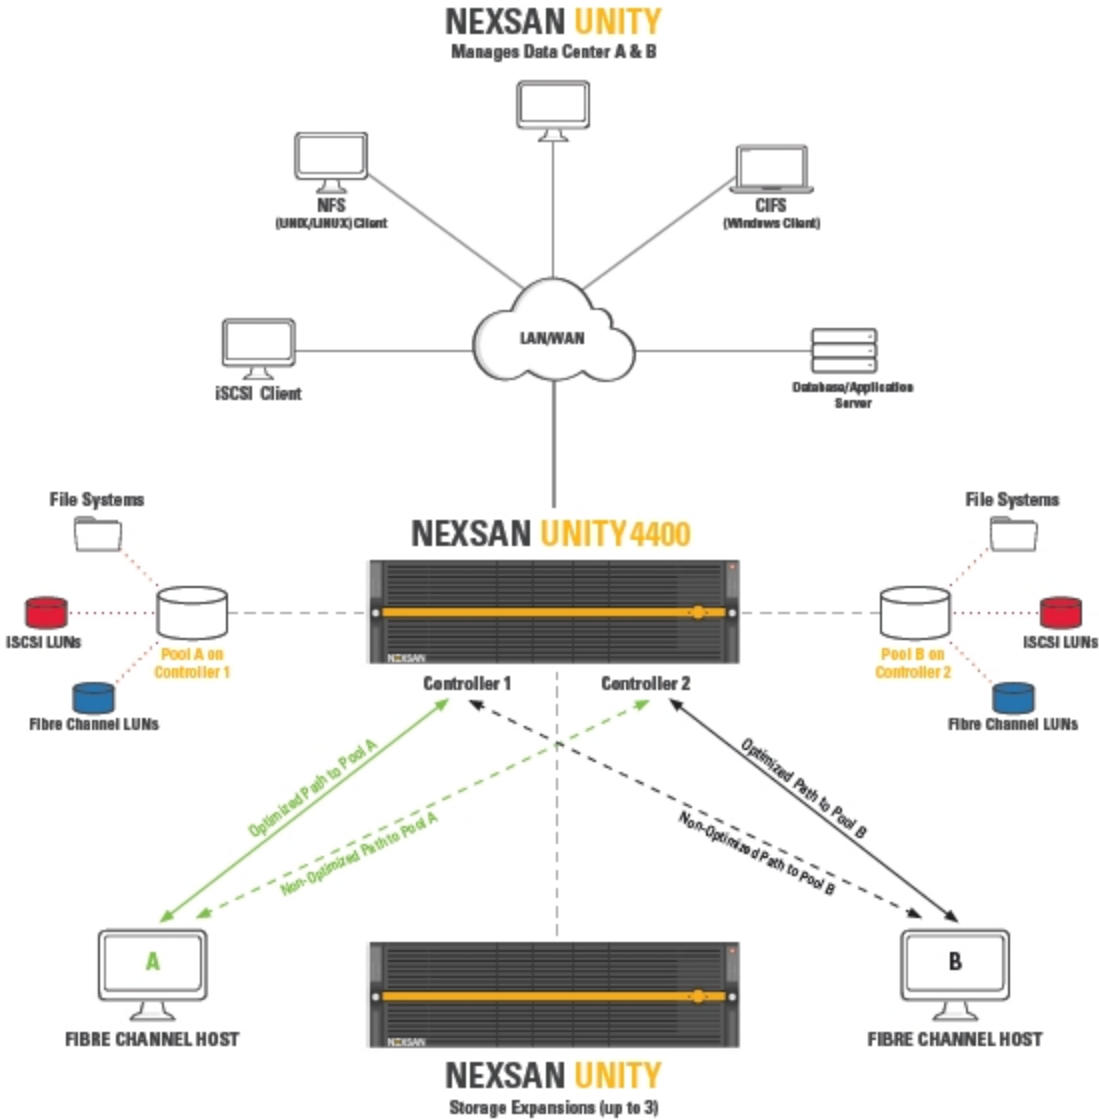 NEXSAN UNITY
Manages Data Center A & B
NFS
(UNIX/LINUX) Client
CIFS
(Windows Client)
LAN/WAN
iSCSI Client
Database/Application
Server
File Systems
File Systems
NEXSAN UNITY 4400
iSCSI LUNs
Pool A on
Controller 1
Fibre Channel LUNs
NEXSAN
Pool B on
Controller 2
iSCSI LUNs
Fibre Channel LUNs
Controller 1
Controller 2
Optimized Path to Pool A
Non-Optimized Path to Pool A
Optimized Path to Pool B
Non-Optimized Path to Pool B
A
FIBRE CHANNEL HOST
B
FIBRE CHANNEL HOST
NEXSAN
NEXSAN UNITY
Storage Expansions (up to 3)